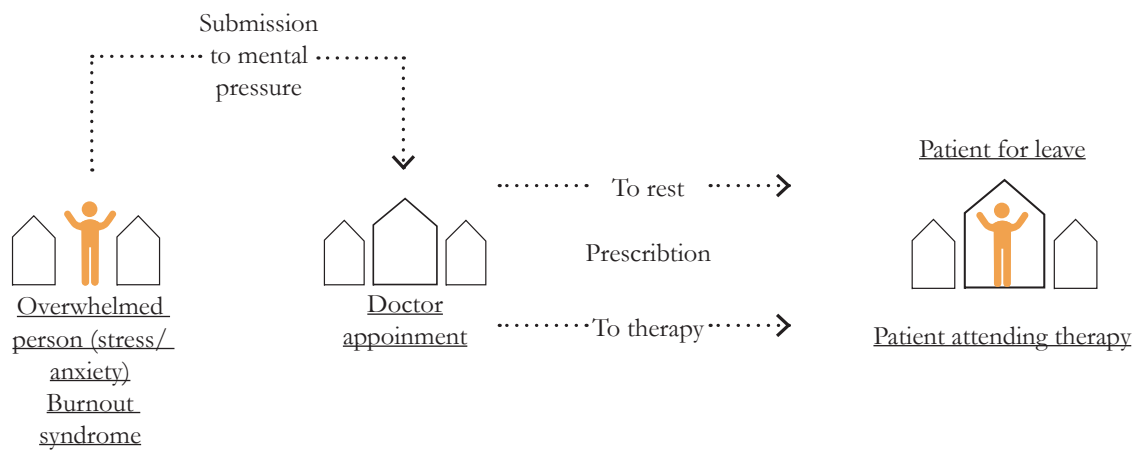 Submission
to mental
pressure
Overwhelmed
person (stress/
anxiety)
Burnout
syndrome
Doctor
appoinment
To rest
Prescribtion
To therapy
Patient for leave
Patient attending therapy